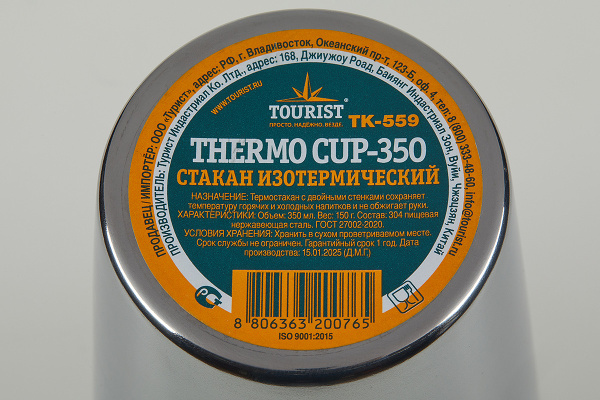 ПРОДАВЕЦ/ ИМПОРТЁР: ООО «Турист», адрес: РФ, г. Владивосток, Океанский пр-т, 123-Б, оф. 4, тел: 8 (800) 333-48-60, info@tourist.ru
ПРОИЗВОДИТЕЛЬ: Турист Индастриал Ко. Лтд., адрес: 168, Джиужоу Роад, Байянг Индастриал Зон, Вуйи, Чжэцзян, Китай
WWW.TOURIST.RU
TOURIST®
ПРОСТО. НАДЁЖНО. ВЕЗДЕ.
TK-559
THERMO CUP-350
СТАКАН ИЗОТЕРМИЧЕСКИЙ
НАЗНАЧЕНИЕ: Термостакан с двойными стенками сохраняет
температуру горячих и холодных напитков и не обжигает руки.
ХАРАКТЕРИСТИКИ: Объем: 350 мл. Вес: 150 г. Состав: 304 пищевая
нержавеющая сталь. ГОСТ 27002-2020.
УСЛОВИЯ ХРАНЕНИЯ: Хранить в сухом проветриваемом месте.
Срок службы не ограничен. Гарантийный срок 1 год. Дата
производства: 15.01.2025 (Д.М.Г.)
8 806363 200765
ISO 9001:2015